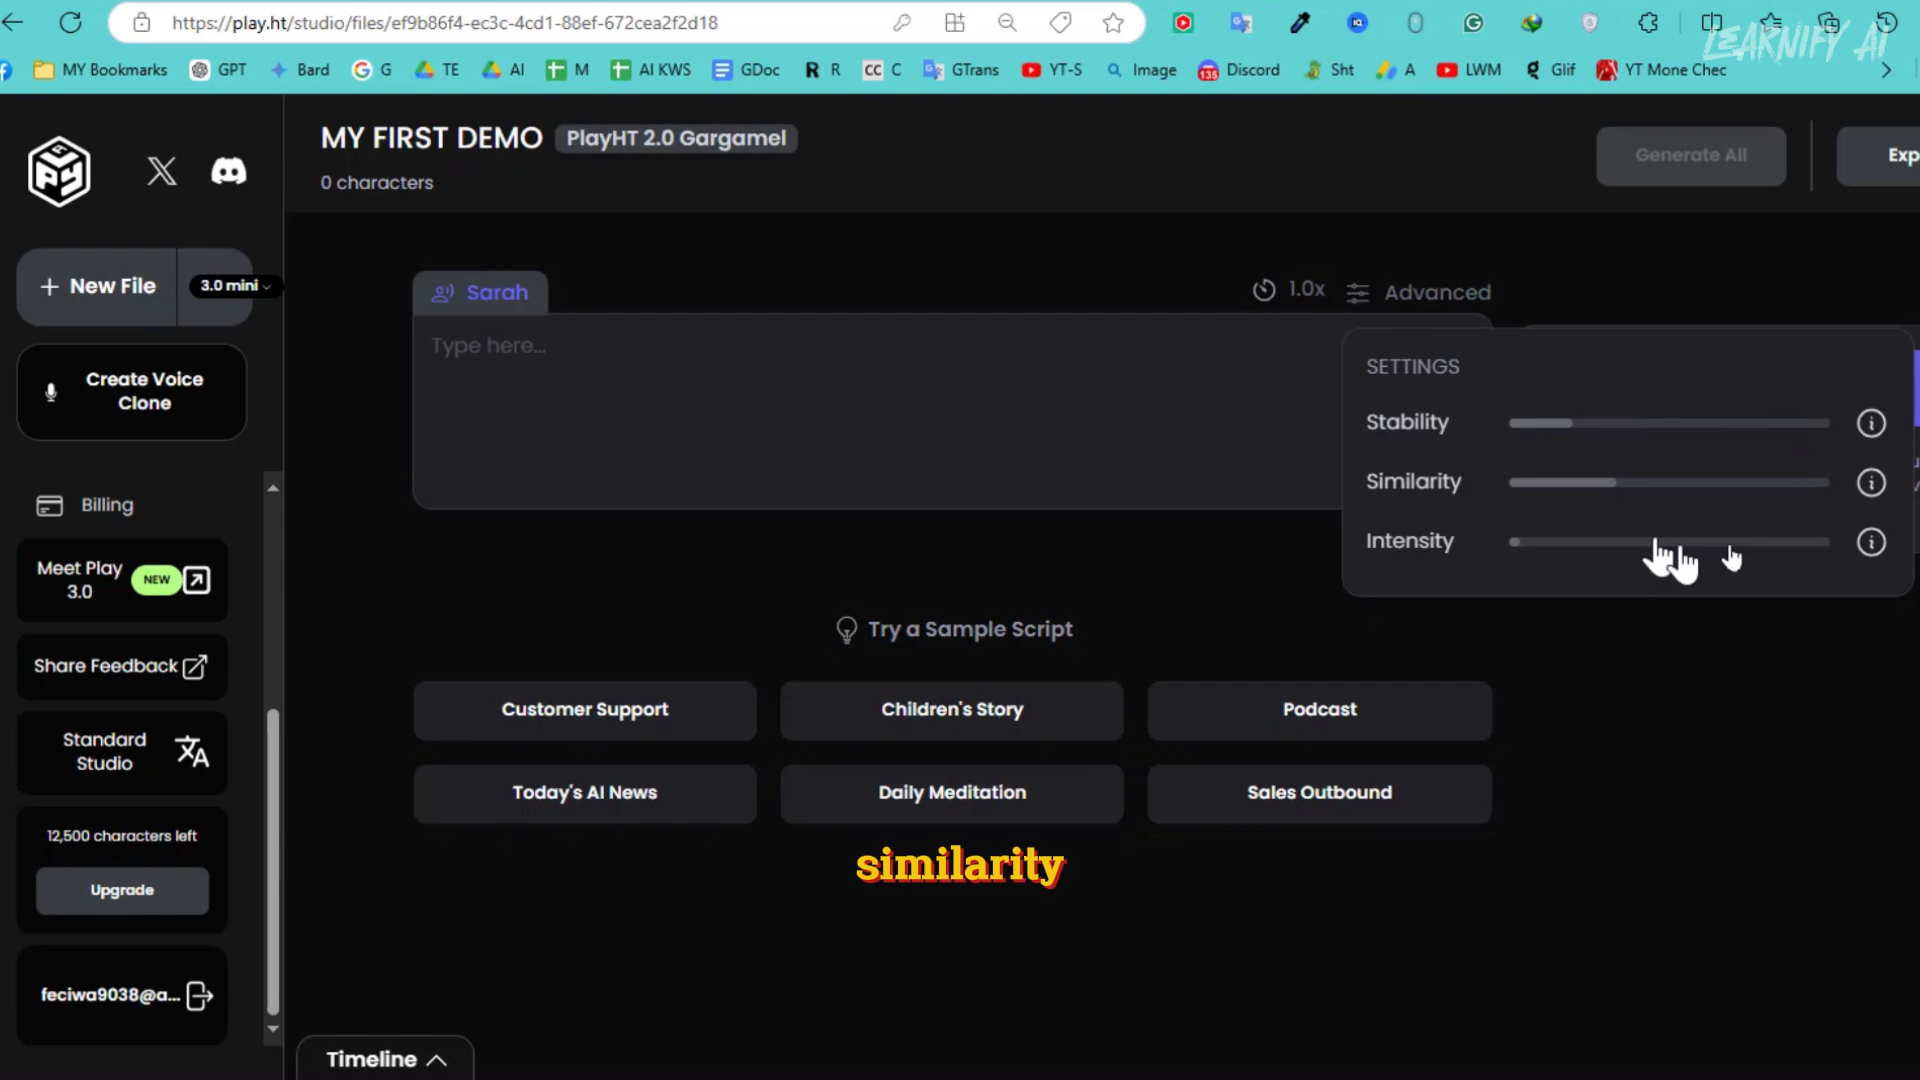 https://play.ht/studio/files/ef9b86f4-ec3c-4cd1-88ef-672cea2f2d18
LEARNIFY AI
MY Bookmarks GPT Bard G TE AI M AI KWS GDoc R CC C GTrans YT-S Image 135 Discord Sht A LWM Glif YT Mone Chec
MY FIRST DEMO PlayHT 2.0 Gargamel
0 characters
Generate All
Exp
+ New File 3.0 mini
Create Voice
Clone
Billing
Meet Play
3.0 NEW
Share Feedback
Standard
Studio
12,500 characters left
Upgrade
feciwa9038@a...
Sarah
1.0x Advanced
Type here...
SETTINGS
Stability
Similarity
Intensity
Try a Sample Script
Customer Support Children's Story Podcast
Today's AI News Daily Meditation Sales Outbound
similarity
Timeline